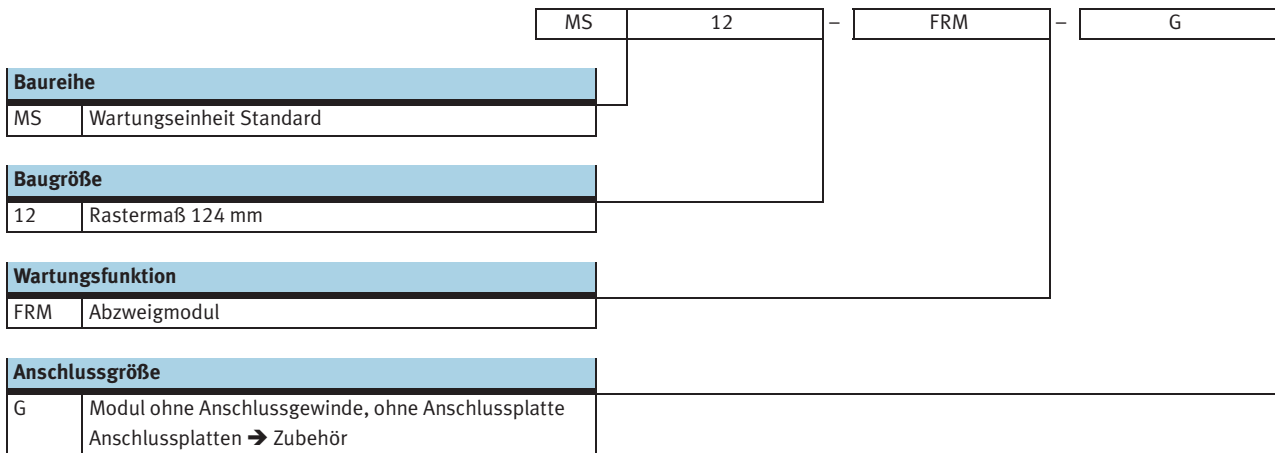 MS 12 – FRM – G
Baureihe
MS Wartungseinheit Standard
Baugröße
12 Rastermaß 124 mm
Wartungsfunktion
FRM Abzweigmodul
Anschlussgröße
G Modul ohne Anschlussgewinde, ohne Anschlussplatte
Anschlussplatten ➔ Zubehör